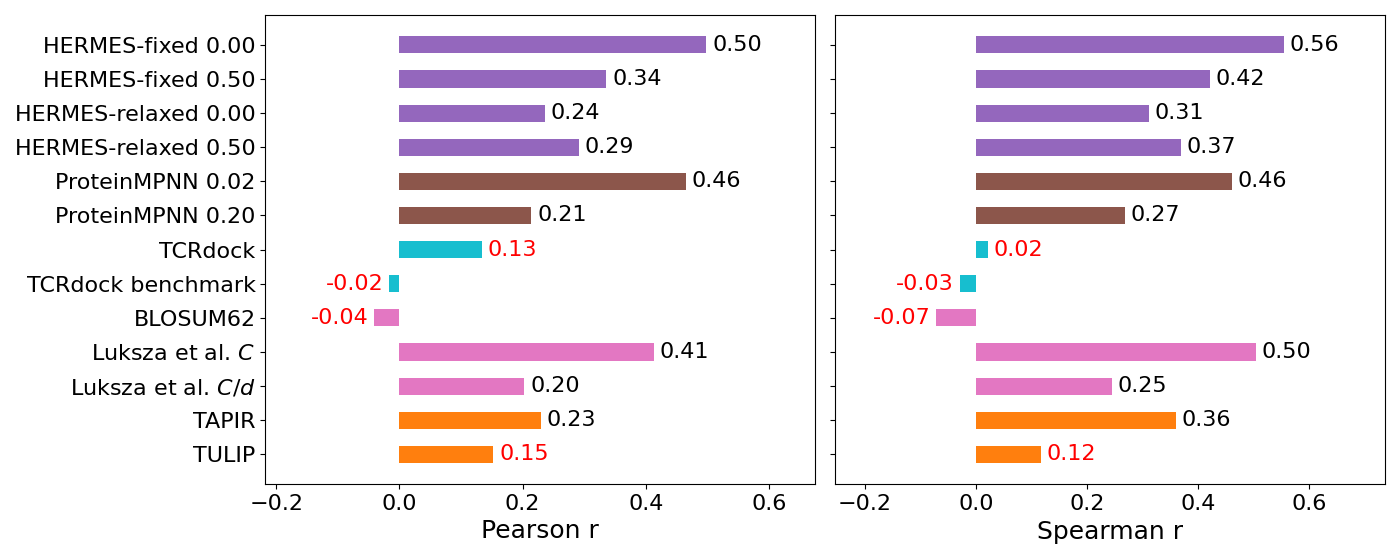 HERMES-fixed 0.00
0.50
0.56
HERMES-fixed 0.50
0.34
0.42
HERMES-relaxed 0.00
0.24
0.31
HERMES-relaxed 0.50
0.29
0.37
ProteinMPNN 0.02
0.46
0.46
ProteinMPNN 0.20
0.21
0.27
TCRdock
0.13
0.02
TCRdock benchmark
-0.02
-0.03
BLOSUM62
-0.04
-0.07
Luksza et al. C
0.41
0.50
Luksza et al. C/d
0.20
0.25
TAPIR
0.23
0.36
TULIP
0.15
0.12
−0.2 0.0 0.2 0.4 0.6
−0.2 0.0 0.2 0.4 0.6
Pearson r
Spearman r